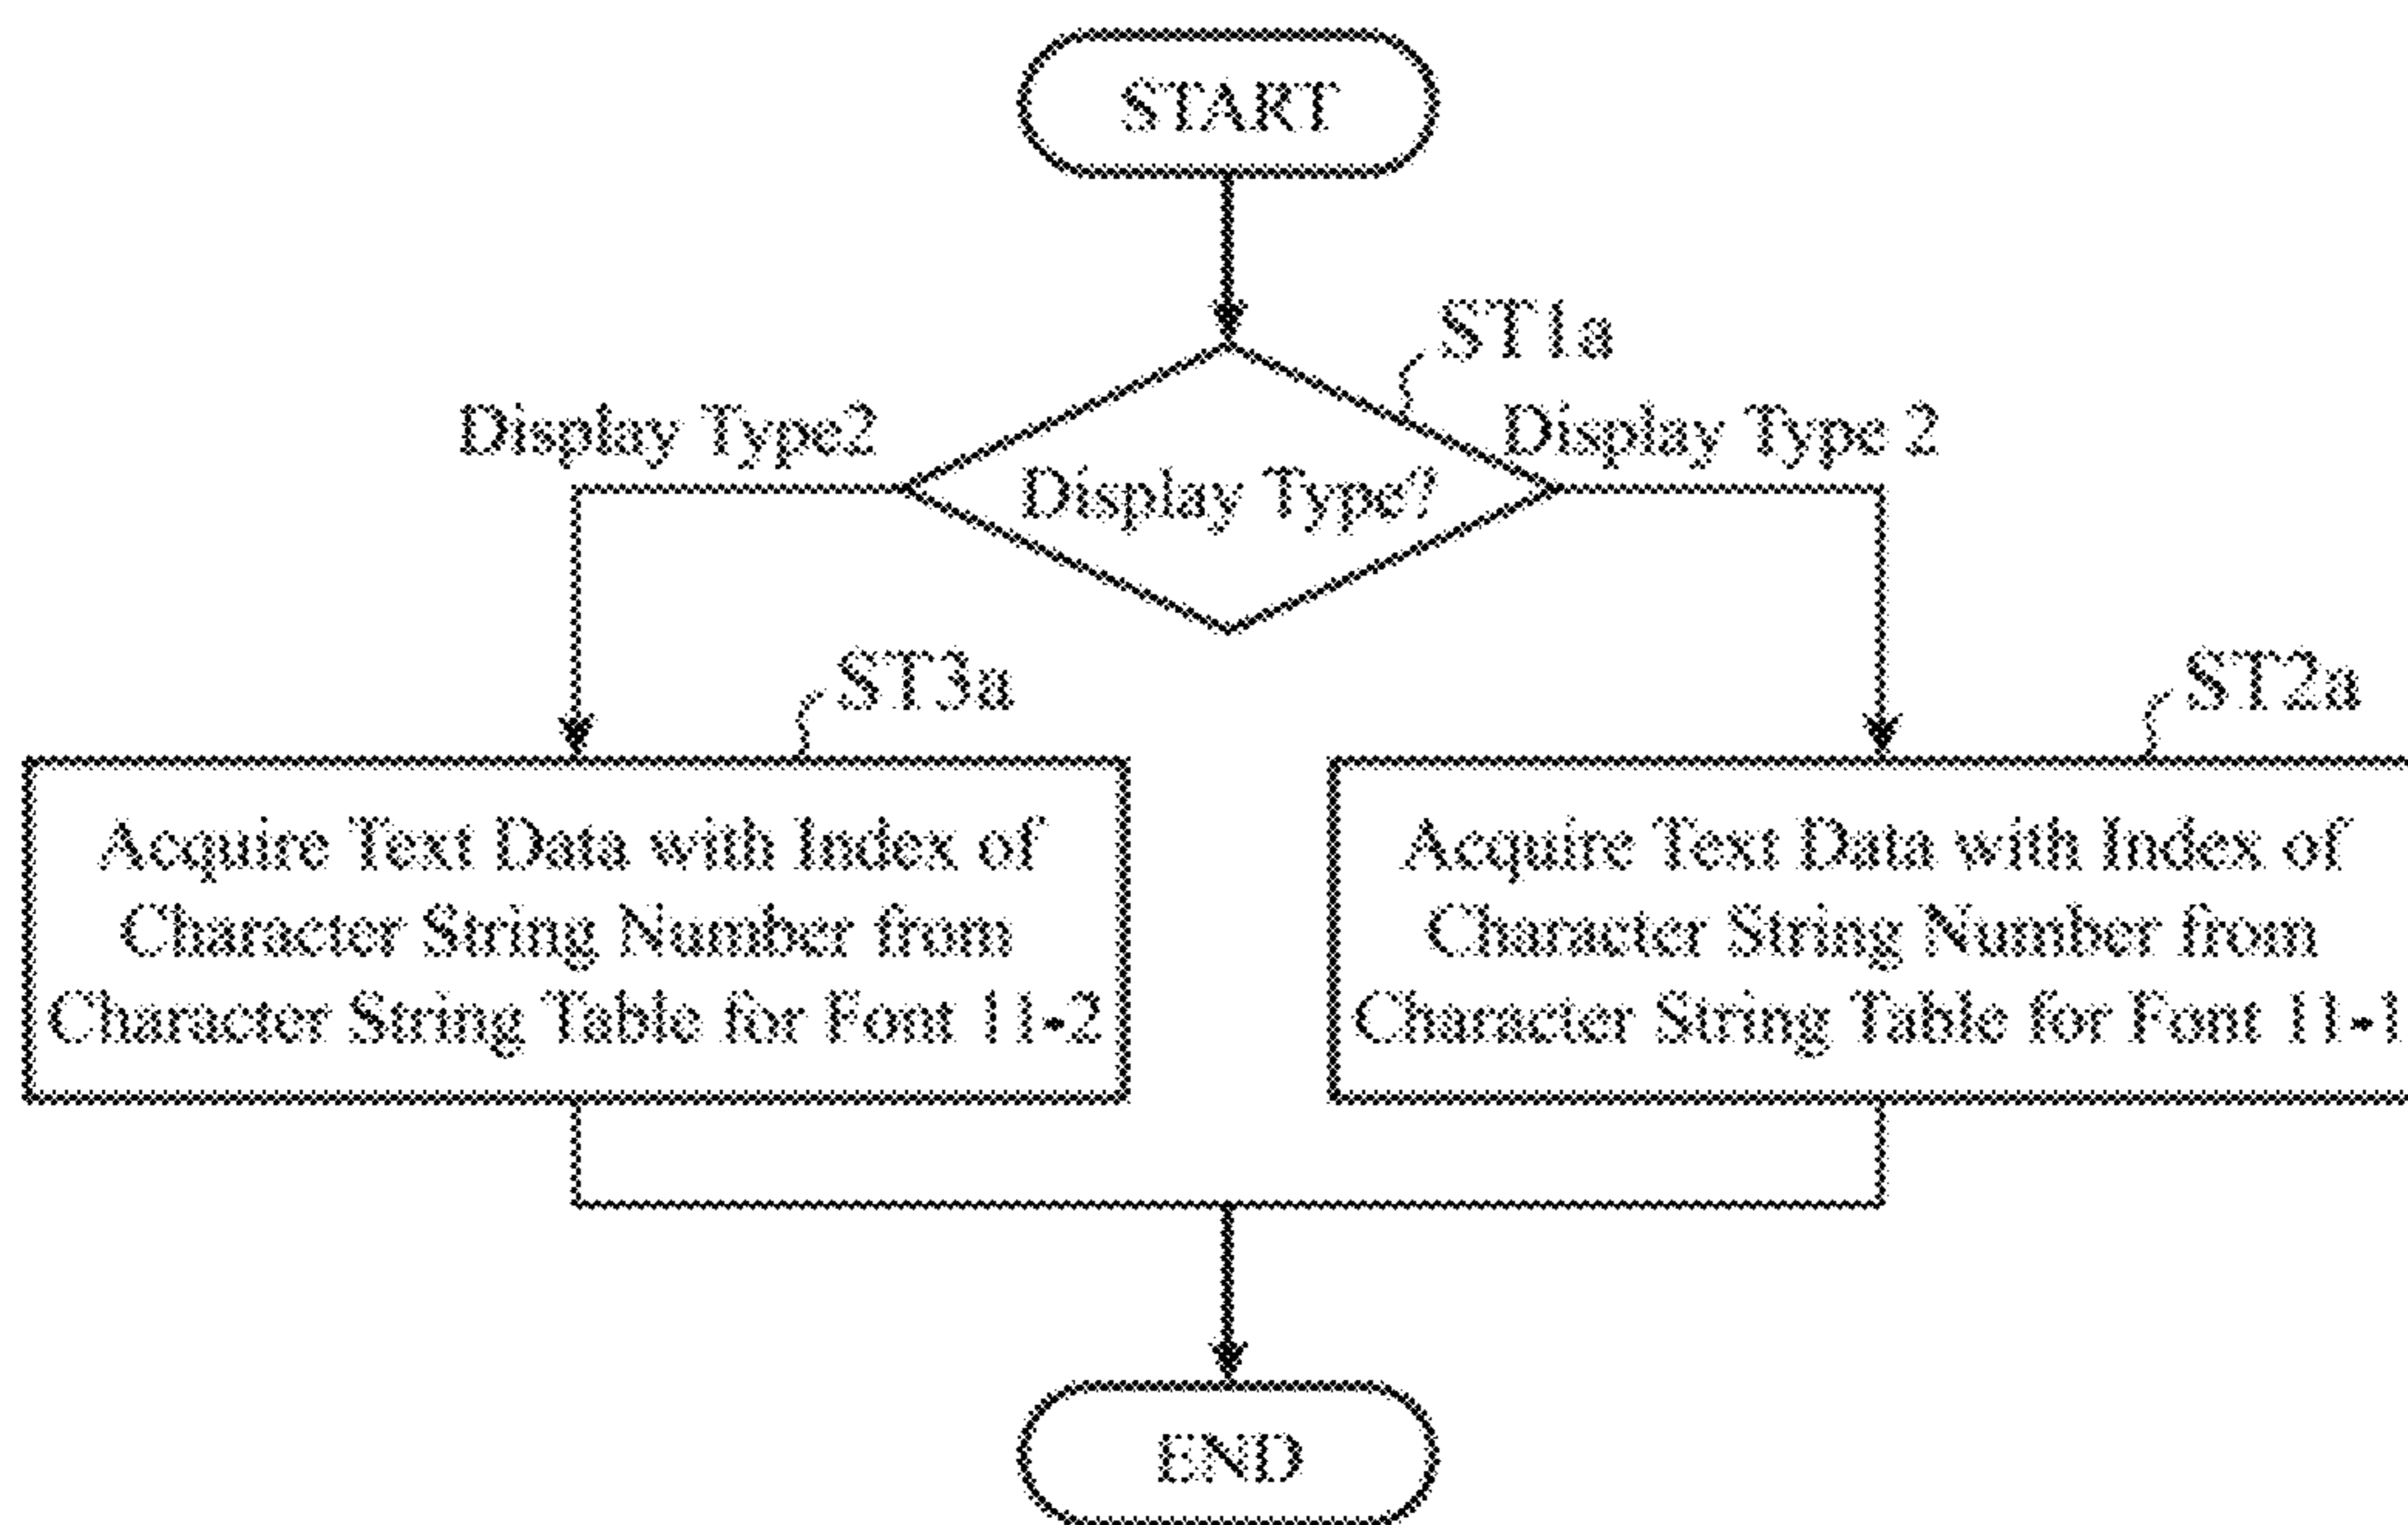 START
ST1a
Display Type2
Display Type 2
Display Type?
ST3a
ST2a
Acquire Text Data with Index of
Character String Number from
Character String Table for Font 11-2
Acquire Text Data with Index of
Character String Number from
Character String Table for Font 11-1
END